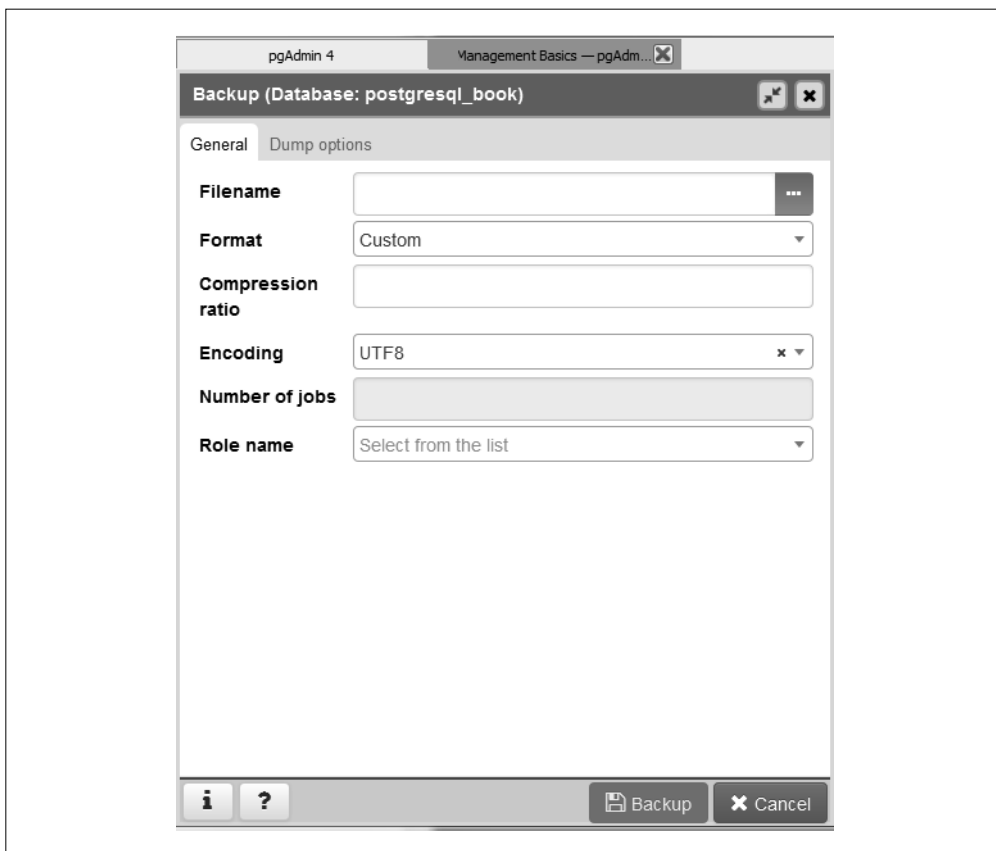 pgAdmin 4
Management Basics — pgAdm...
Backup (Database: postgresql_book)
General
Dump options
Filename
...
Format
Custom
Compression
ratio
Encoding
UTF8
Number of jobs
Role name
Select from the list
i
?
Backup
Cancel